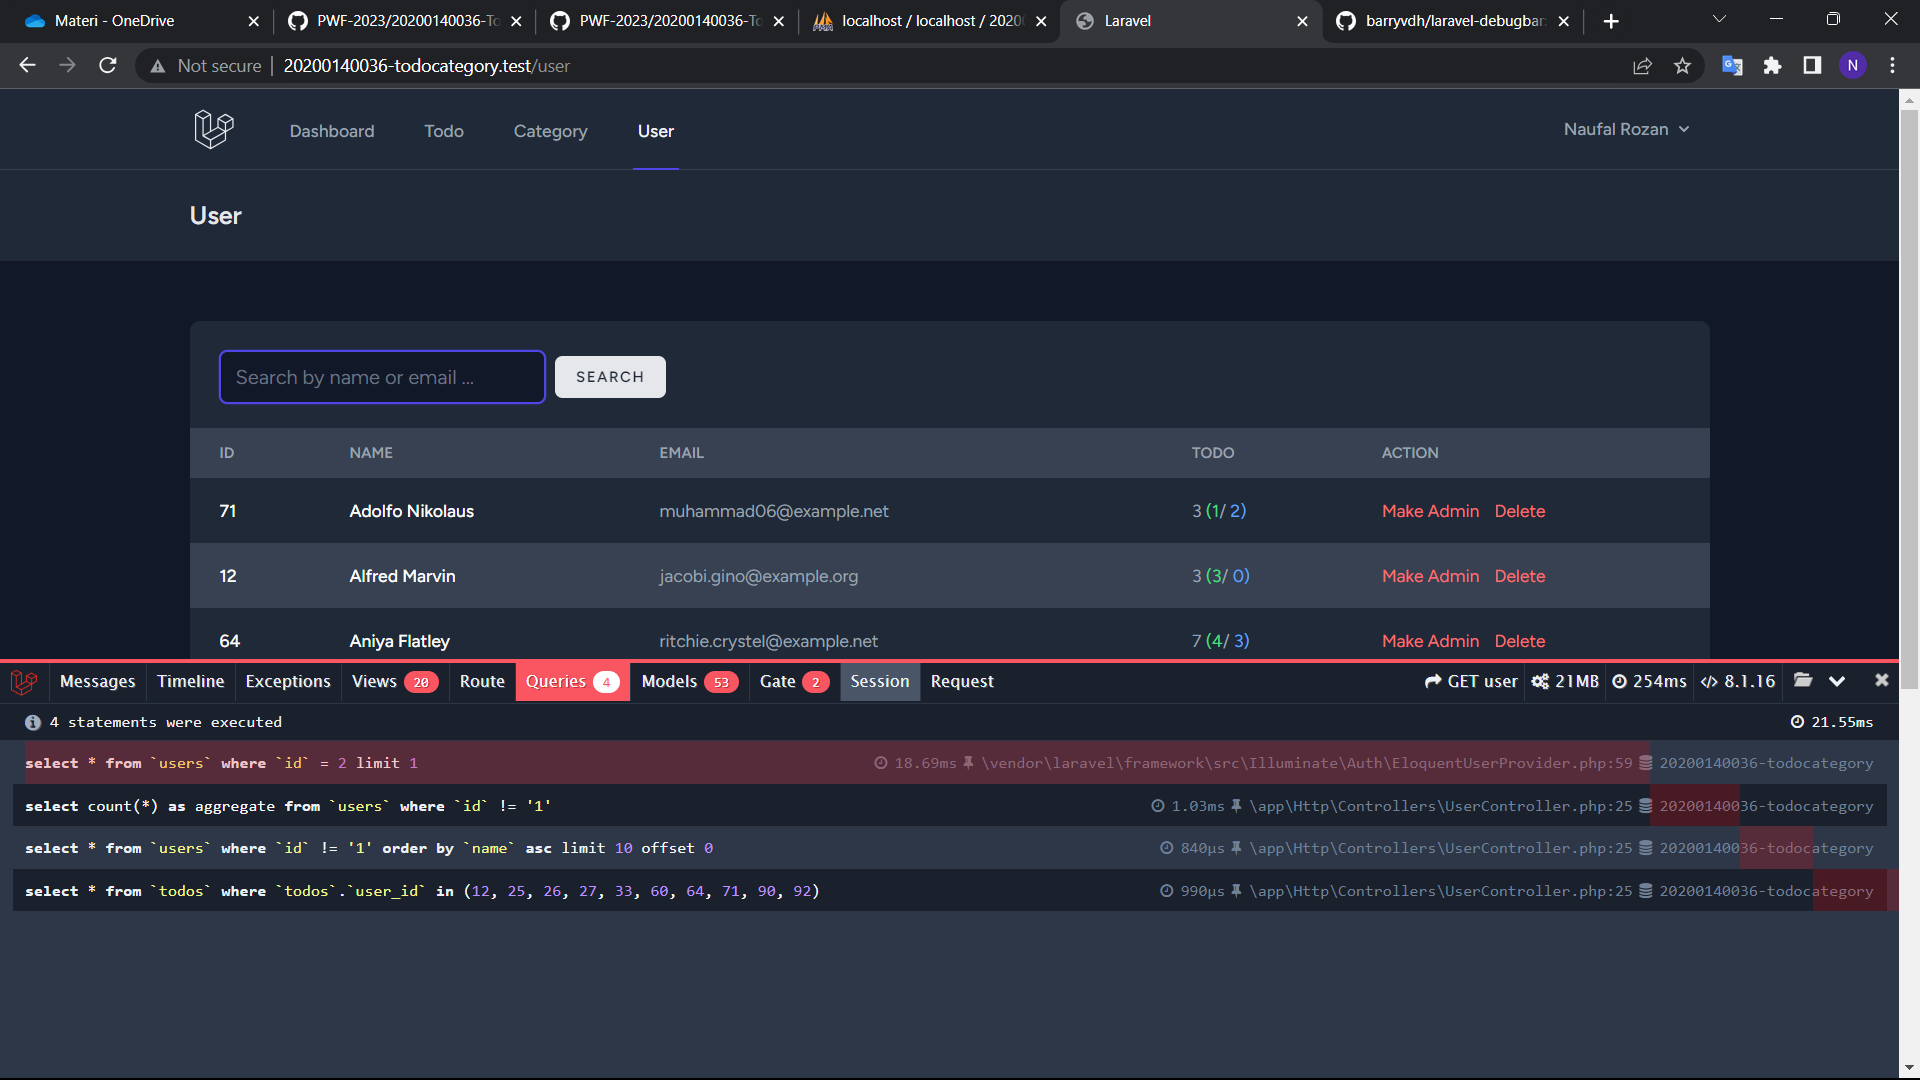 Materi - OneDrive
PWF-2023/20200140036-To
PWF-2023/20200140036-To
localhost / localhost / 2020
Laravel
barryvdh/laravel-debugbar
Not secure 20200140036-todocategory.test/user
N
Dashboard Todo Category User
Naufal Rozan
User
Search by name or email ... SEARCH
ID NAME EMAIL TODO ACTION
71 Adolfo Nikolaus muhammad06@example.net 3 (1/ 2) Make Admin Delete
12 Alfred Marvin jacobi.gino@example.org 3 (3/ 0) Make Admin Delete
64 Aniya Flatley ritchie.crystel@example.net 7 (4/ 3) Make Admin Delete
Messages Timeline Exceptions Views 20 Route Queries 4 Models 53 Gate 2 Session Request GET user 21MB 254ms 8.1.16
4 statements were executed 21.55ms
select * from `users` where `id` = 2 limit 1 18.69ms \vendor\laravel\framework\src\Illuminate\Auth\EloquentUserProvider.php:59 20200140036-todocategory
select count(*) as aggregate from `users` where `id` != '1' 1.03ms \app\Http\Controllers\UserController.php:25 20200140036-todocategory
select * from `users` where `id` != '1' order by `name` asc limit 10 offset 0 840μs \app\Http\Controllers\UserController.php:25 20200140036-todocategory
select * from `todos` where `todos`.`user_id` in (12, 25, 26, 27, 33, 60, 64, 71, 90, 92) 990μs \app\Http\Controllers\UserController.php:25 20200140036-todocategory